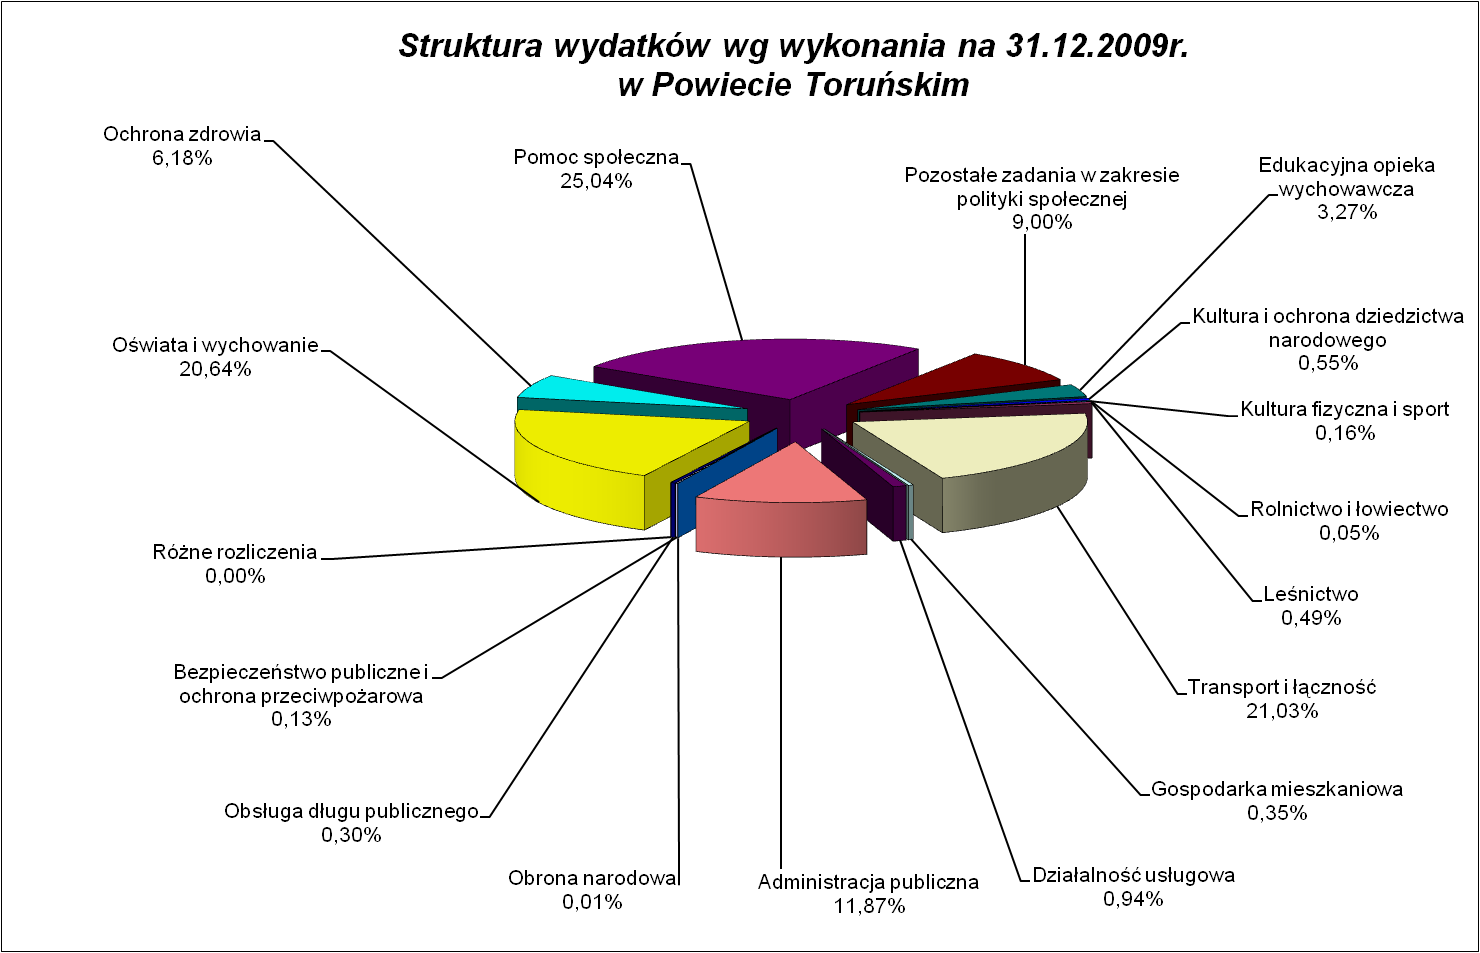 Struktura wydatków wg wykonania na 31.12.2009r.
w Powiecie Toruńskim
Ochrona zdrowia
6,18%
Pomoc społeczna
25,04%
Pozostałe zadania w zakresie
polityki społecznej
9,00%
Edukacyjna opieka
wychowawcza
3,27%
Kultura i ochrona dziedzictwa
narodowego
0,55%
Kultura fizyczna i sport
0,16%
Rolnictwo i łowiectwo
0,05%
Leśnictwo
0,49%
Transport i łączność
21,03%
Gospodarka mieszkaniowa
0,35%
Działalność usługowa
0,94%
Administracja publiczna
11,87%
Obrona narodowa
0,01%
Obsługa długu publicznego
0,30%
Bezpieczeństwo publiczne i
ochrona przeciwpożarowa
0,13%
Różne rozliczenia
0,00%
Oświata i wychowanie
20,64%